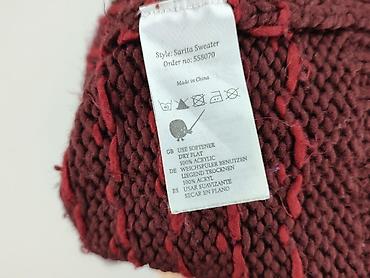 Style: Sarita Sweater
Order no: SS8070
Made in China
GB USE SOFTENER
DRY FLAT
100% ACRYLIC
DE WEICHSPÜLER BENUTZEN
LIEGEND TROCKNEN
100% ACRYL
ES USAR SUAVIZANTE
SECAR EN PLANO